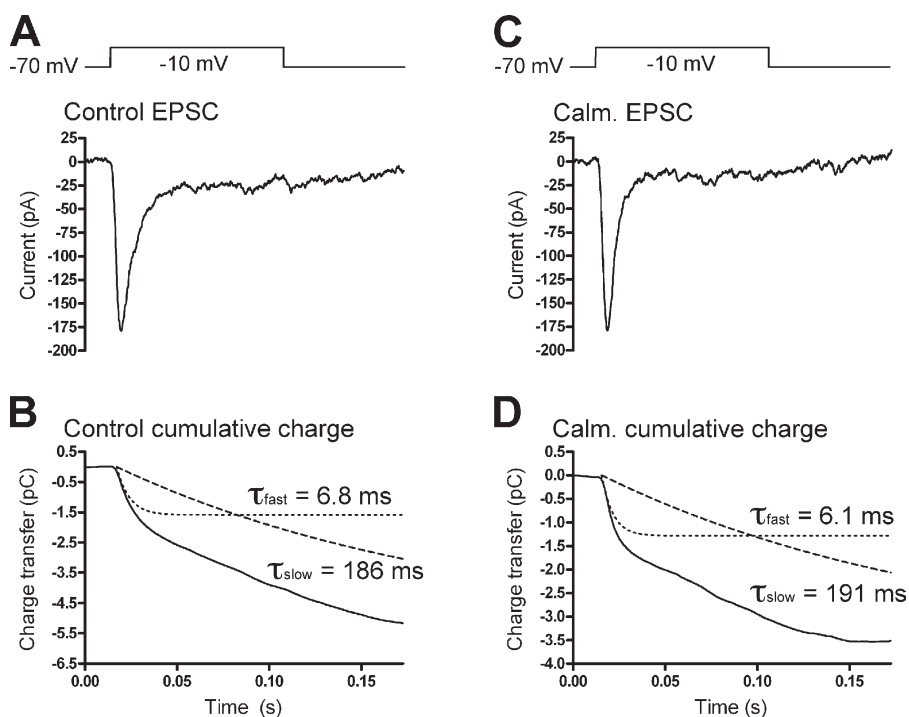 A
-70 mV
-10 mV
Control EPSC
25
0
-25
-50
-75
-100
-125
-150
-175
-200
Current (pA)
C
-70 mV
-10 mV
Calm. EPSC
25
0
-25
-50
-75
-100
-125
-150
-175
-200
Current (pA)
B
Control cumulative charge
0.5
-0.5
-1.5
-2.5
-3.5
-4.5
-5.5
-6.5
Charge transfer (pC)
τfast = 6.8 ms
τslow = 186 ms
0.00 0.05 0.10 0.15
Time (s)
D
Calm. cumulative charge
0.5
0.0
-0.5
-1.0
-1.5
-2.0
-2.5
-3.0
-3.5
-4.0
Charge transfer (pC)
τfast = 6.1 ms
τslow = 191 ms
0.00 0.05 0.10 0.15
Time (s)